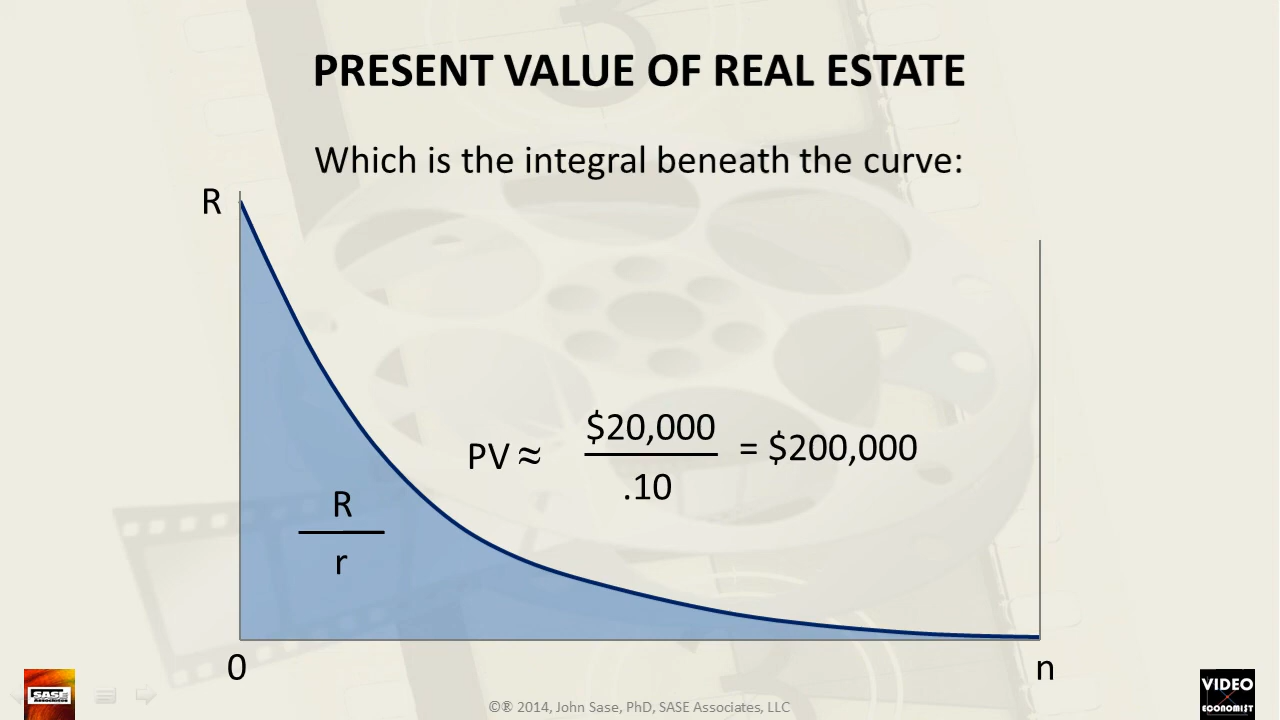 PRESENT VALUE OF REAL ESTATE
Which is the integral beneath the curve:
R
$20,000
PV ≈
= $200,000
.10
R
r
0
n
SASE
Associates
©® 2014, John Sase, PhD, SASE Associates, LLC
VIDEO
ECONOMIST